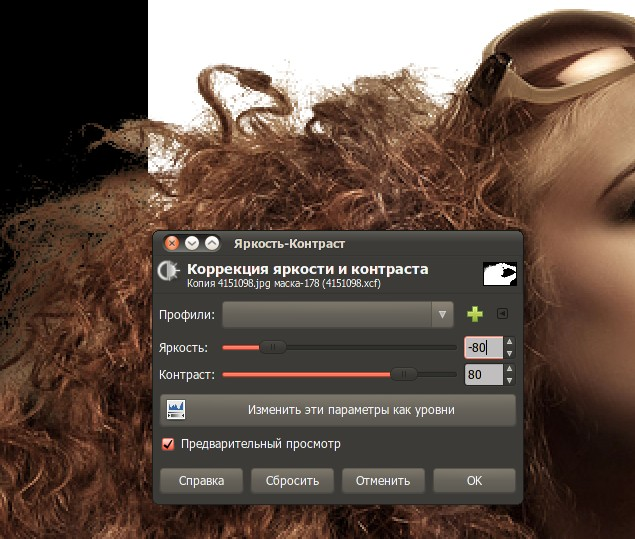 Яркость-Контраст
Коррекция яркости и контраста
Копия 4151098.jpg маска-178 (4151098.xcf)
Профили:
Яркость: -80
Контраст: 80
Изменить эти параметры как уровни
Предварительный просмотр
Справка Сбросить Отменить OK